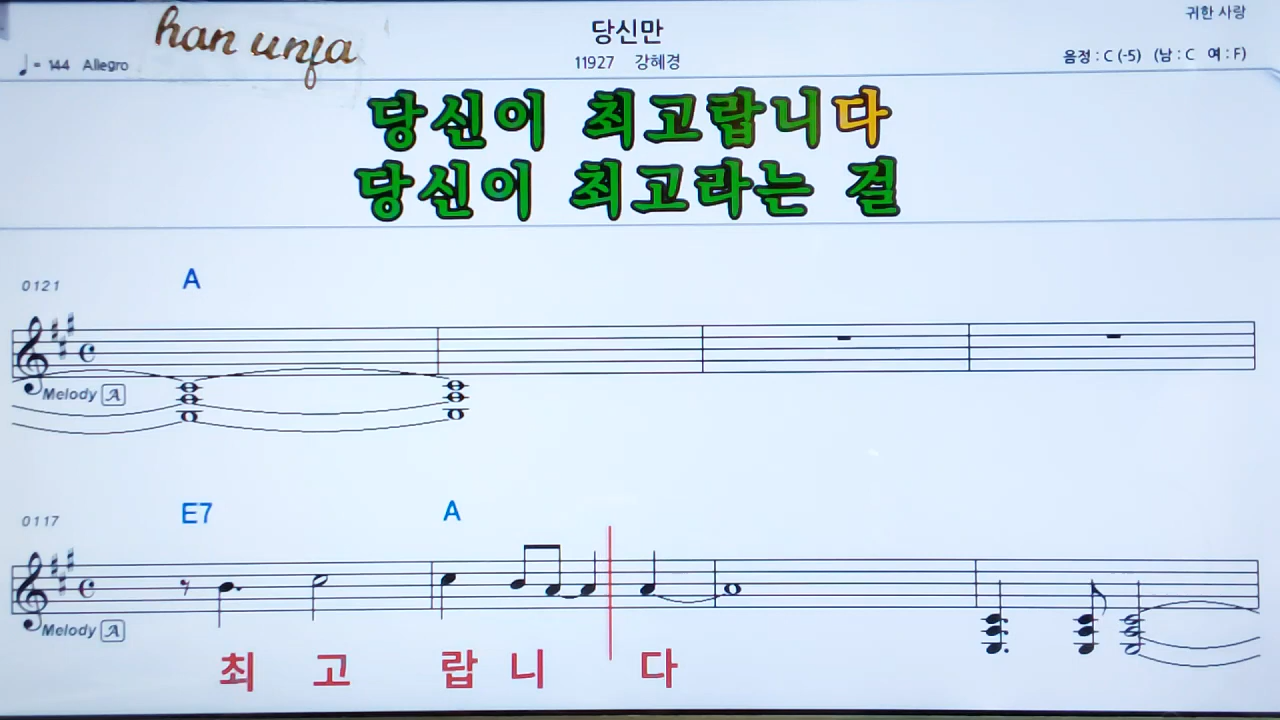 귀한 사랑
han unfa
당신만
♩= 144 Allegro
11927 강혜경
음정 : C (-5) (남 : C 여 : F)
당신이 최고랍니다
당신이 최고라는 걸
0121
A
Melody A
0117
E7 A
Melody A
최 고 랍 니 다